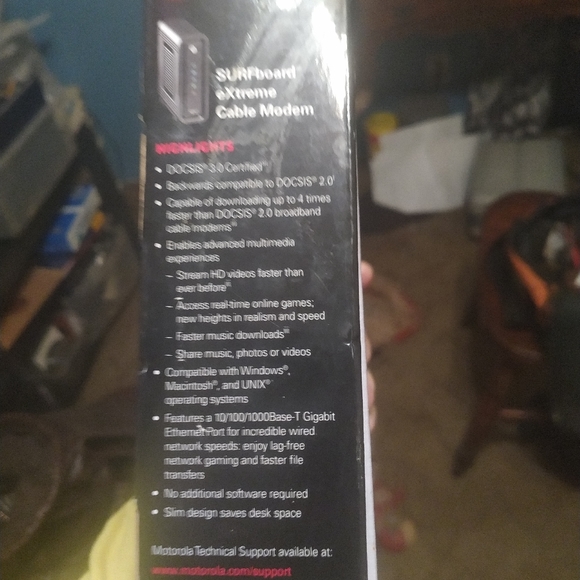 SURFboard®
eXtreme
Cable Modem
HIGHLIGHTS
• DOCSIS® 3.0 Certified
• Backwards compatible to DOCSIS® 2.0
• Capable of downloading up to 4 times
faster than DOCSIS® 2.0 broadband
cable modems
• Enables advanced multimedia
experiences
– Stream HD videos faster than
ever before
– Access real-time online games;
new heights in realism and speed
– Faster music downloads
– Share music, photos or videos
• Compatible with Windows®,
Macintosh®, and UNIX®
operating systems
• Features a 10/100/1000Base-T Gigabit
Ethernet Port for incredible wired
network speeds: enjoy lag-free
network gaming and faster file
transfers
• No additional software required
• Slim design saves desk space
Motorola Technical Support available at:
www.motorola.com/support